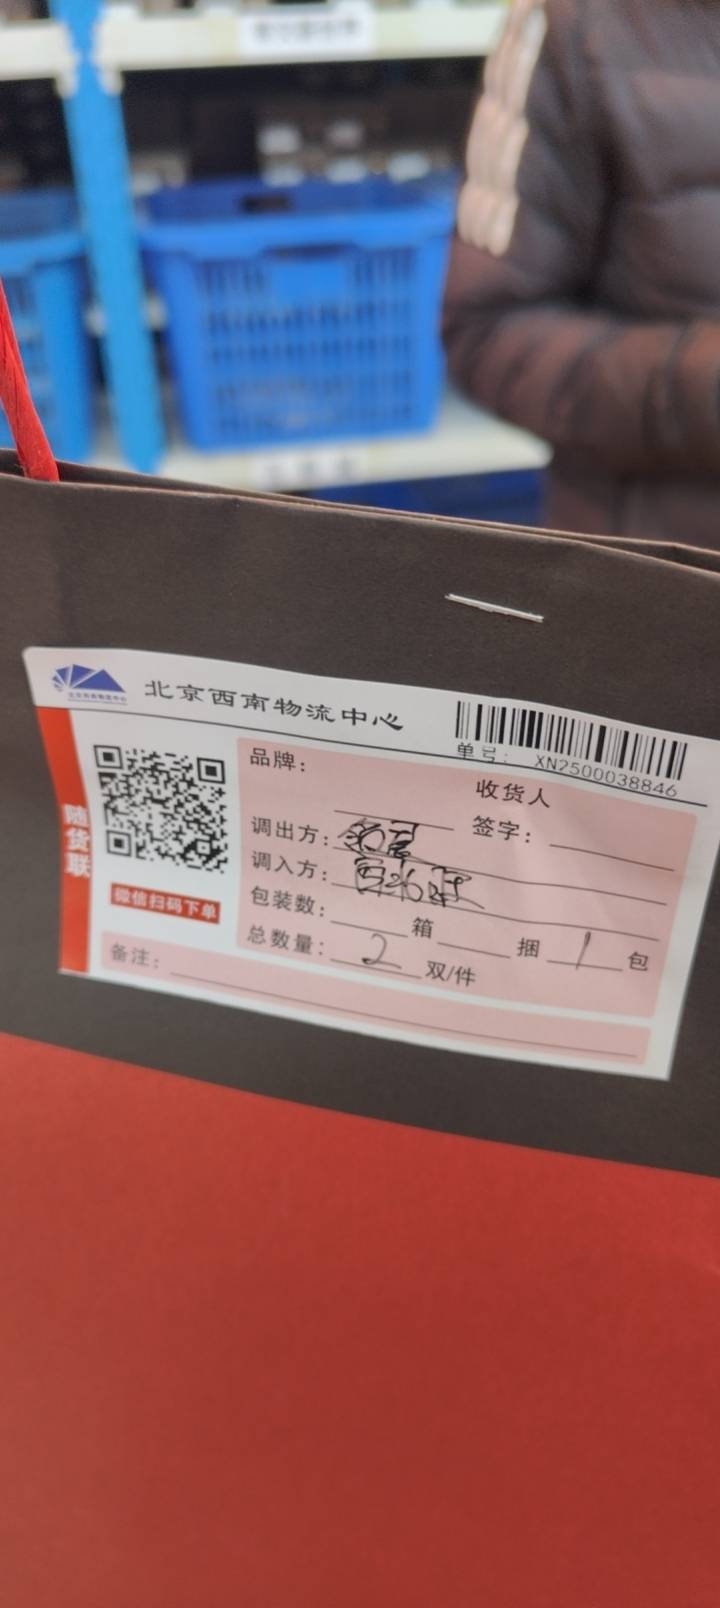 北京西南物流中心
单号: XN2500038846
随货联
微信扫码下单
品牌:
收货人
签字:
调出方:
调入方:
包装数: 箱 捆 1 包
总数量: 2 双/件
备注: